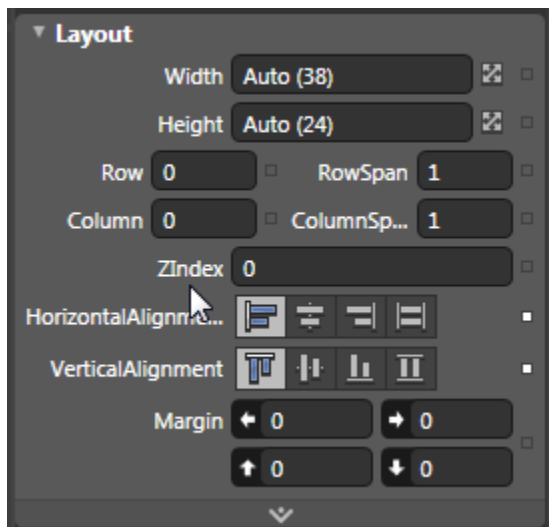 Layout
Width Auto (38)
Height Auto (24)
Row 0 RowSpan 1
Column 0 ColumnSp... 1
ZIndex 0
HorizontalAlignme...
VerticalAlignment
Margin 0 0
0 0